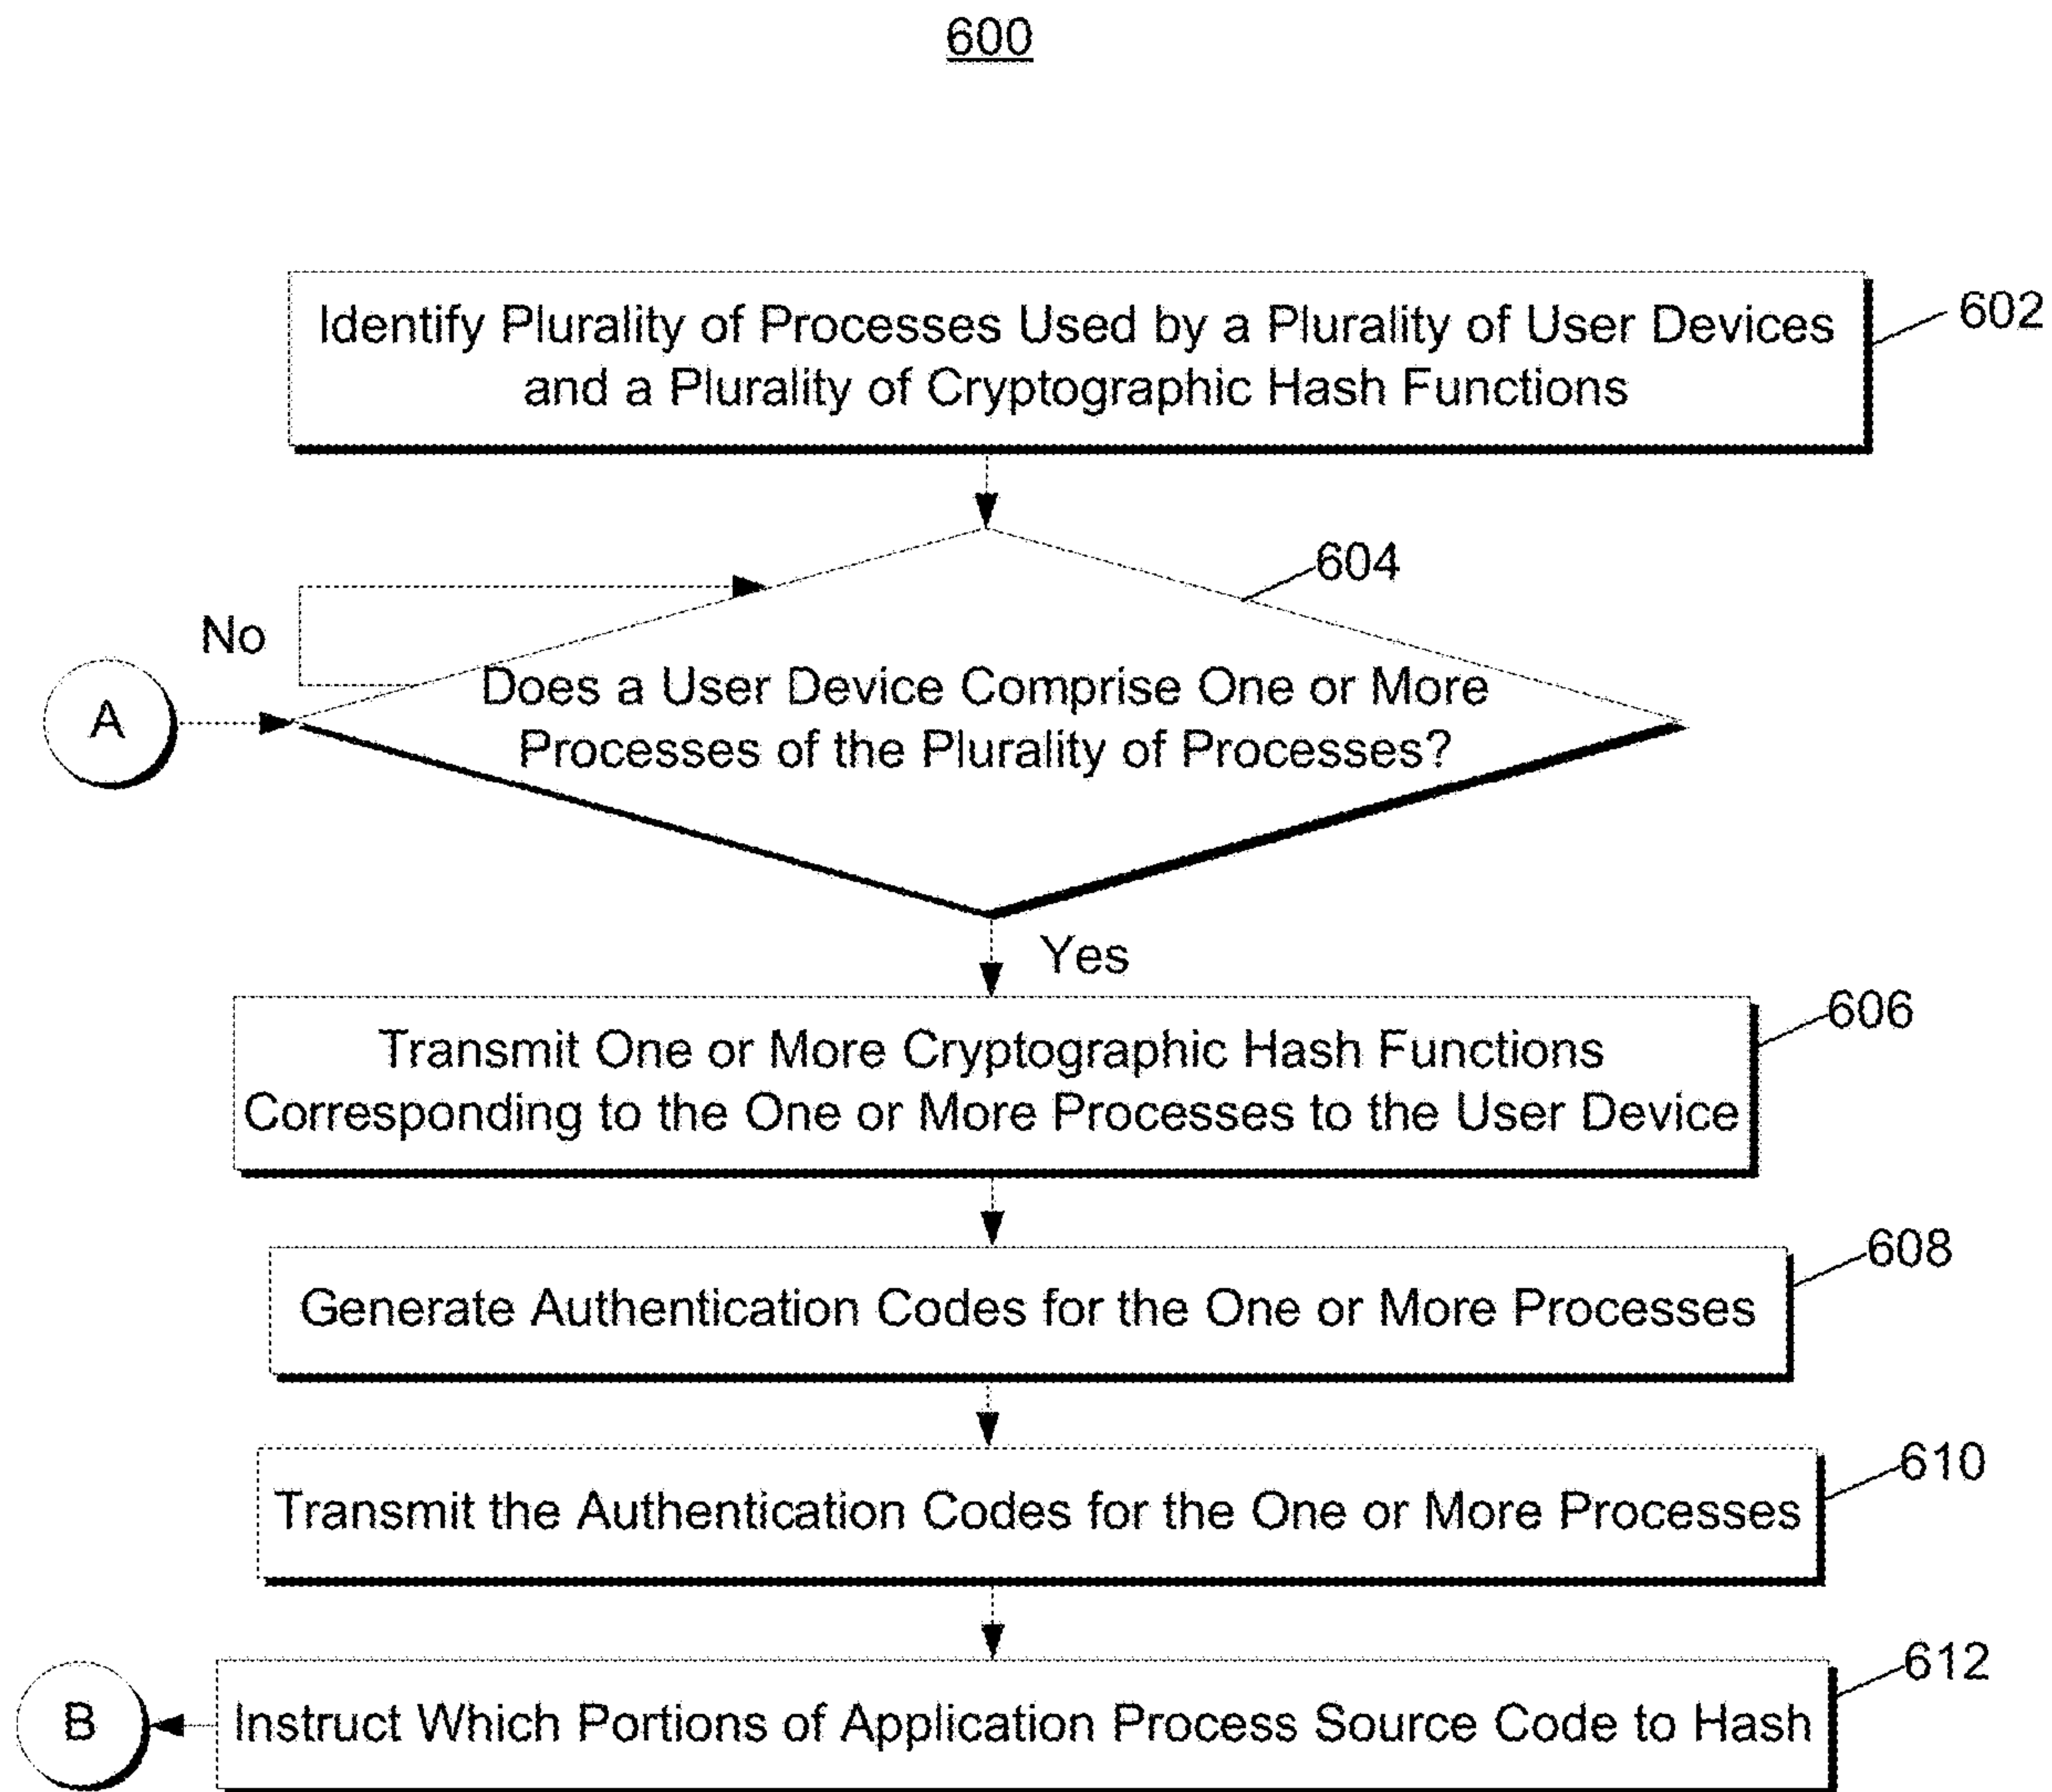 600
Identify Plurality of Processes Used by a Plurality of User Devices
and a Plurality of Cryptographic Hash Functions
602
604
No
A
Does a User Device Comprise One or More
Processes of the Plurality of Processes?
Yes
606
Transmit One or More Cryptographic Hash Functions
Corresponding to the One or More Processes to the User Device
608
Generate Authentication Codes for the One or More Processes
610
Transmit the Authentication Codes for the One or More Processes
612
B
Instruct Which Portions of Application Process Source Code to Hash